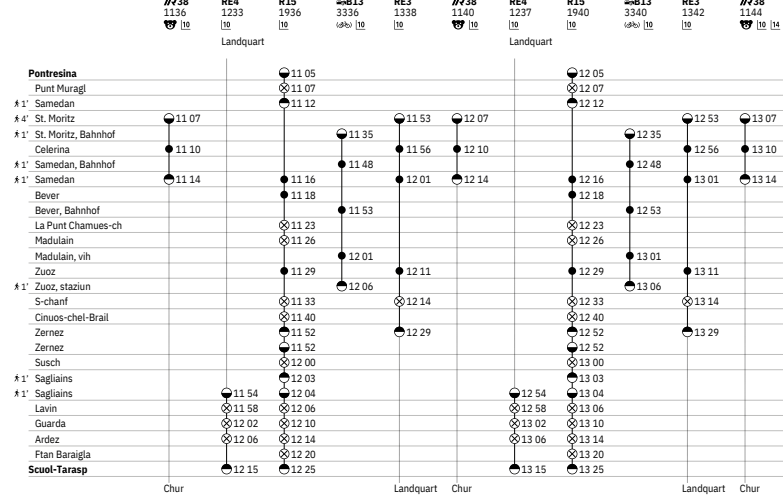 38 RE4 R15 B13 RE3 38 RE4 R15 B13 RE3 38
1136 1233 1936 3336 1338 1140 1237 1940 3340 1342 1144
10 10 10 10 10 10 10 10 10 10 10 14
Landquart Landquart
Pontresina 11 05 12 05
Punt Muragl 11 07 12 07
1' Samedan 11 12 12 12
4' St. Moritz 11 07 11 53 12 07 12 53 13 07
1' St. Moritz, Bahnhof 11 35 12 35
Celerina 11 10 11 56 12 10 12 56 13 10
1' Samedan, Bahnhof 11 48 12 48
1' Samedan 11 14 11 16 12 01 12 14 12 16 13 01 13 14
Bever 11 18 12 18
Bever, Bahnhof 11 53 12 53
La Punt Chamues-ch 11 23 12 23
Madulain 11 26 12 26
Madulain, vih 12 01 13 01
Zuoz 11 29 12 11 12 29 13 11
1' Zuoz, staziun 12 06 13 06
S-chanf 11 33 12 14 12 33 13 14
Cinuos-chel-Brail 11 40 12 40
Zernez 11 52 12 29 12 52 13 29
Zernez 11 52 12 52
Susch 12 00 13 00
1' Sagliains 12 03 13 03
1' Sagliains 11 54 12 04 12 54 13 04
Lavin 11 58 12 06 12 58 13 06
Guarda 12 02 12 10 13 02 13 10
Ardez 12 06 12 14 13 06 13 14
Ftan Baraigla 12 20 13 20
Scuol-Tarasp 12 15 12 25 13 15 13 25
Chur Landquart Chur Landquart Chur